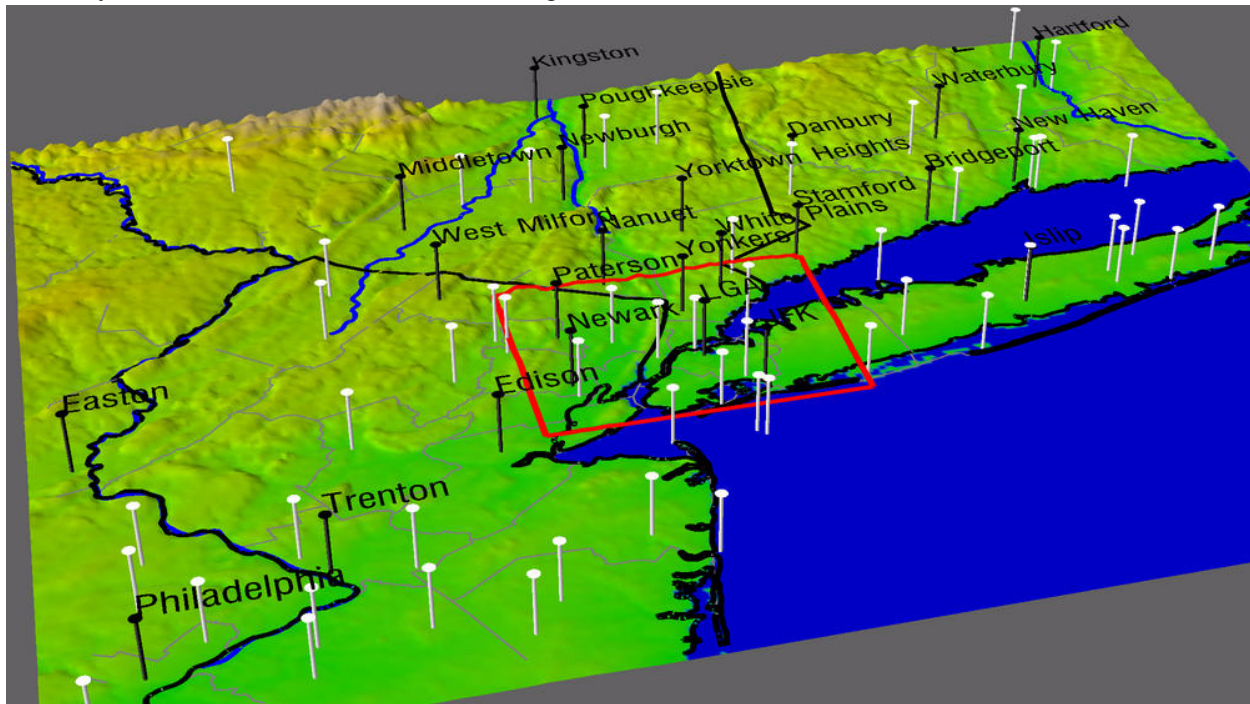 Hartford
Kingston
Waterbury
Poughkeepsie
New Haven
Danbury
Newburgh
Bridgeport
Middletown
Yorktown Heights
Stamford
West Milford
Nanuet
White Plains
Islip
Yonkers
Paterson
LGA
JFK
Newark
Edison
Easton
Trenton
Philadelphia